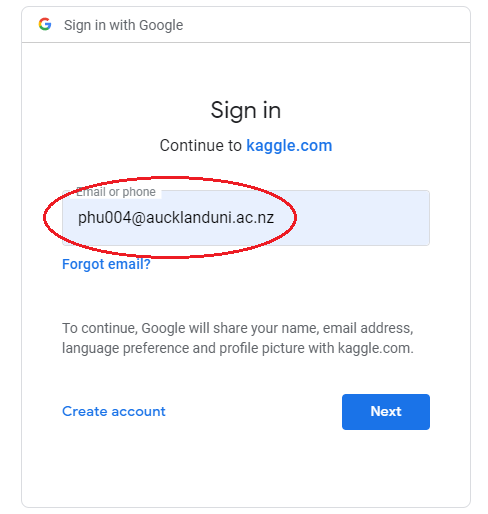 Sign in with Google
Sign in
Continue to kaggle.com
Email or phone
phu004@aucklanduni.ac.nz
Forgot email?
To continue, Google will share your name, email address,
language preference and profile picture with kaggle.com.
Create account
Next